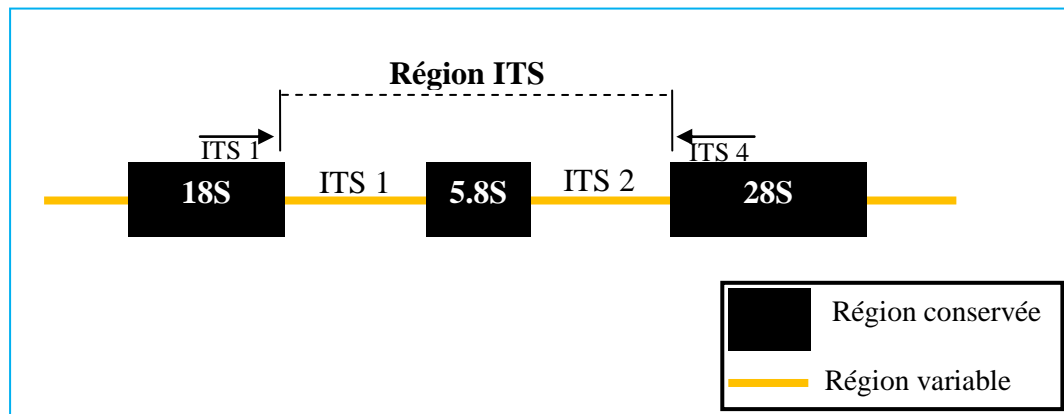 Région ITS
ITS 1
ITS 4
18S
ITS 1
5.8S
ITS 2
28S
Région conservée
Région variable